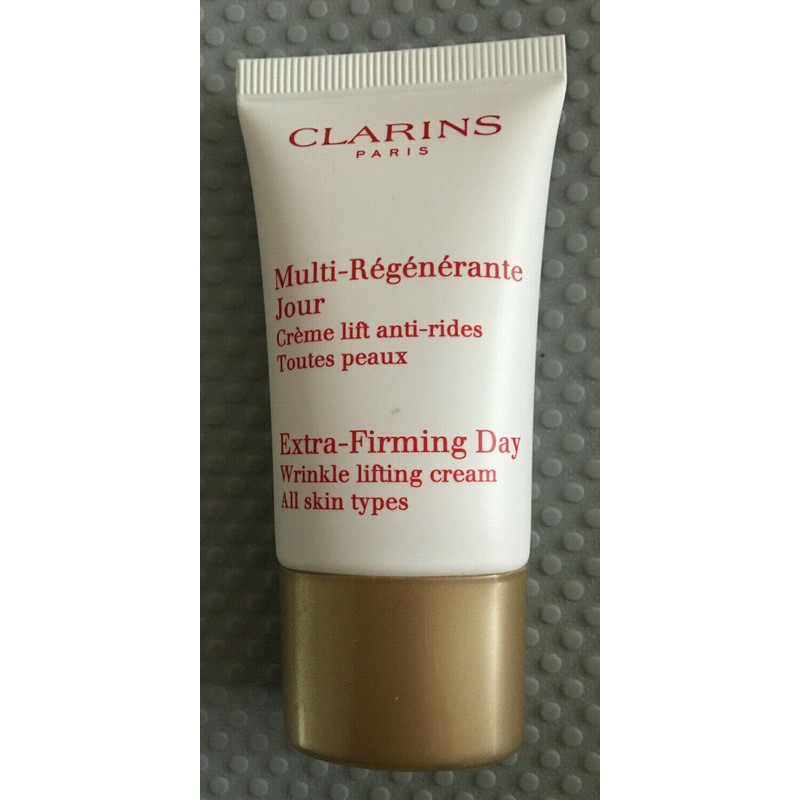 CLARINS
PARIS
Multi-Régénérante
Jour
Crème lift anti-rides
Toutes peaux
Extra-Firming Day
Wrinkle lifting cream
All skin types